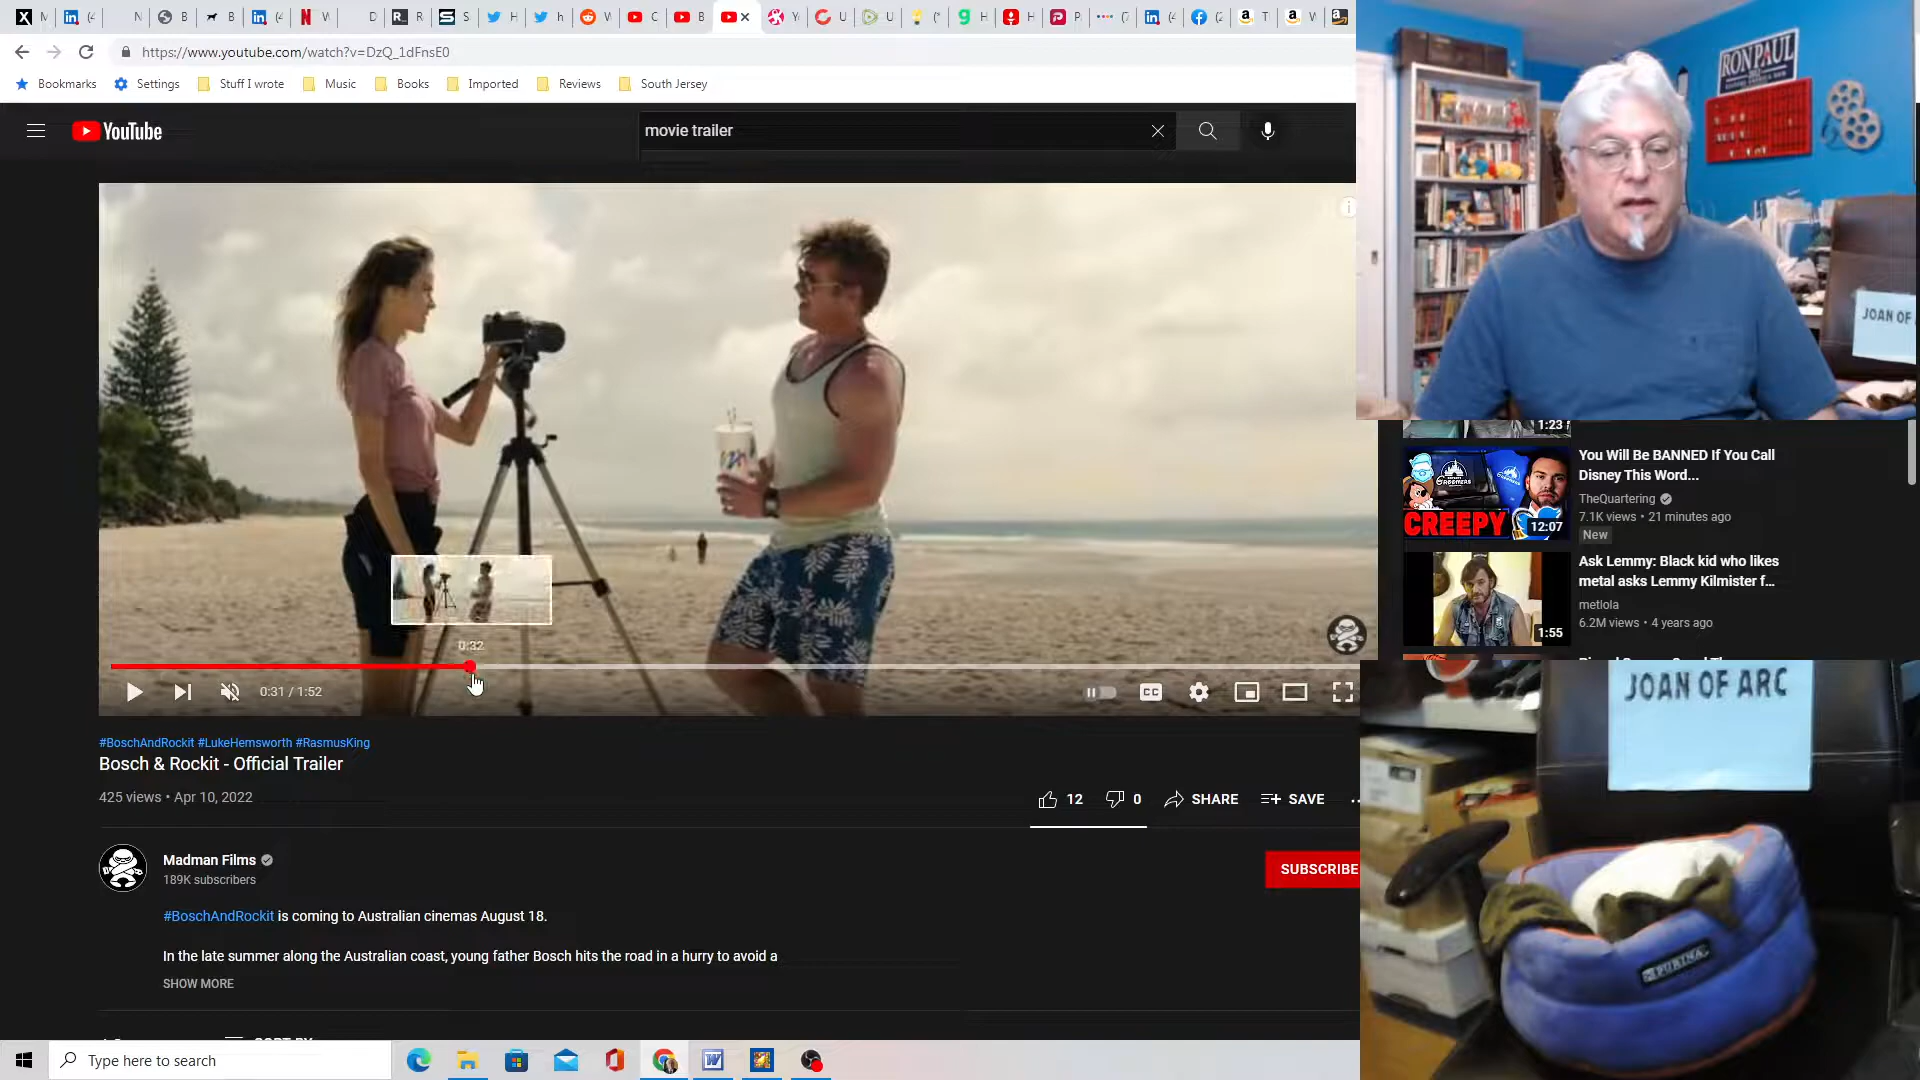 https://www.youtube.com/watch?v=DzQ_1dFnsE0
Bookmarks Settings Stuff I wrote Music Books Imported Reviews South Jersey
YouTube
movie trailer
RON PAUL
JOAN OF
0:32
0:31 / 1:52
CC
1:23
You Will Be BANNED If You Call
Disney This Word...
TheQuartering
7.1K views • 21 minutes ago
New
CREEPY
12:07
Ask Lemmy: Black kid who likes
metal asks Lemmy Kilmister f...
metlola
6.2M views • 4 years ago
1:55
#BoschAndRockit #LukeHemsworth #RasmusKing
Bosch & Rockit - Official Trailer
425 views • Apr 10, 2022
12 0 SHARE SAVE
Madman Films
189K subscribers
SUBSCRIBE
#BoschAndRockit is coming to Australian cinemas August 18.
In the late summer along the Australian coast, young father Bosch hits the road in a hurry to avoid a
SHOW MORE
JOAN OF ARC
PURINA
Type here to search